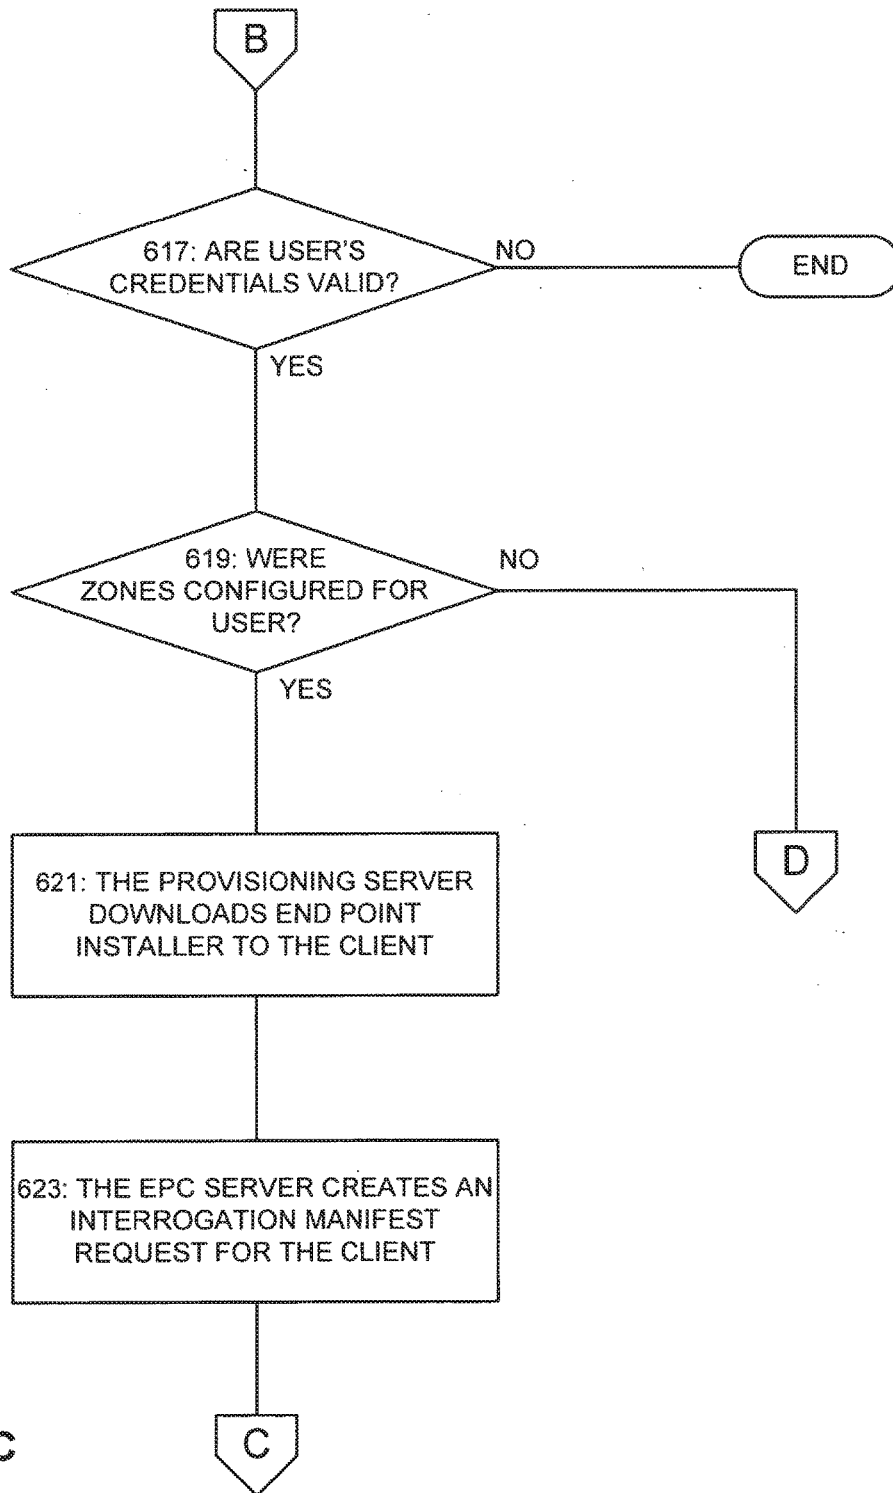 B
617: ARE USER'S
CREDENTIALS VALID?
NO
END
YES
619: WERE
ZONES CONFIGURED FOR
USER?
NO
YES
621: THE PROVISIONING SERVER
DOWNLOADS END POINT
INSTALLER TO THE CLIENT
D
623: THE EPC SERVER CREATES AN
INTERROGATION MANIFEST
REQUEST FOR THE CLIENT
C